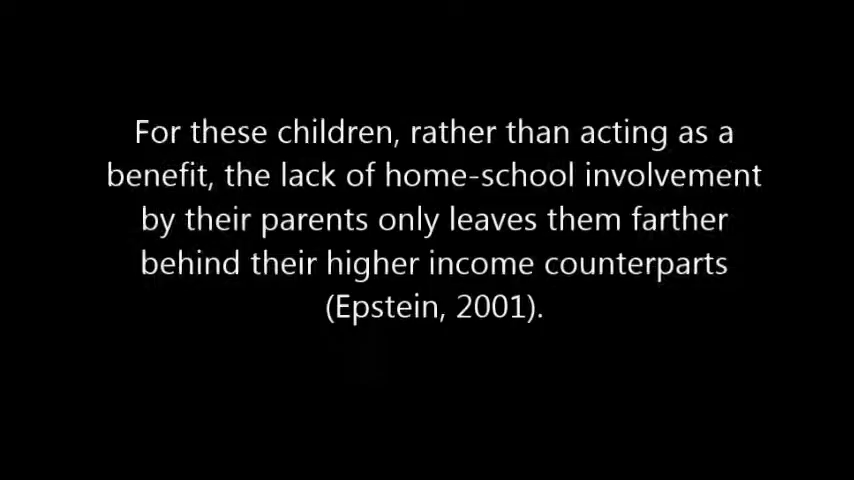 For these children, rather than acting as a
benefit, the lack of home-school involvement
by their parents only leaves them farther
behind their higher income counterparts
(Epstein, 2001).